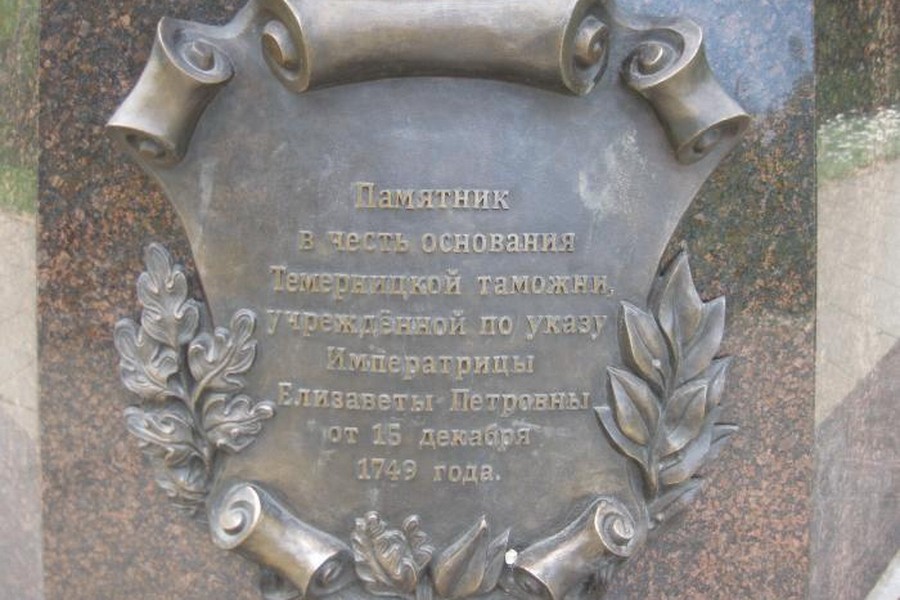 Памятник
в честь основания
Темерницкой таможни,
учреждённой по указу
Императрицы
Елизаветы Петровны
от 15 декабря
1749 года.